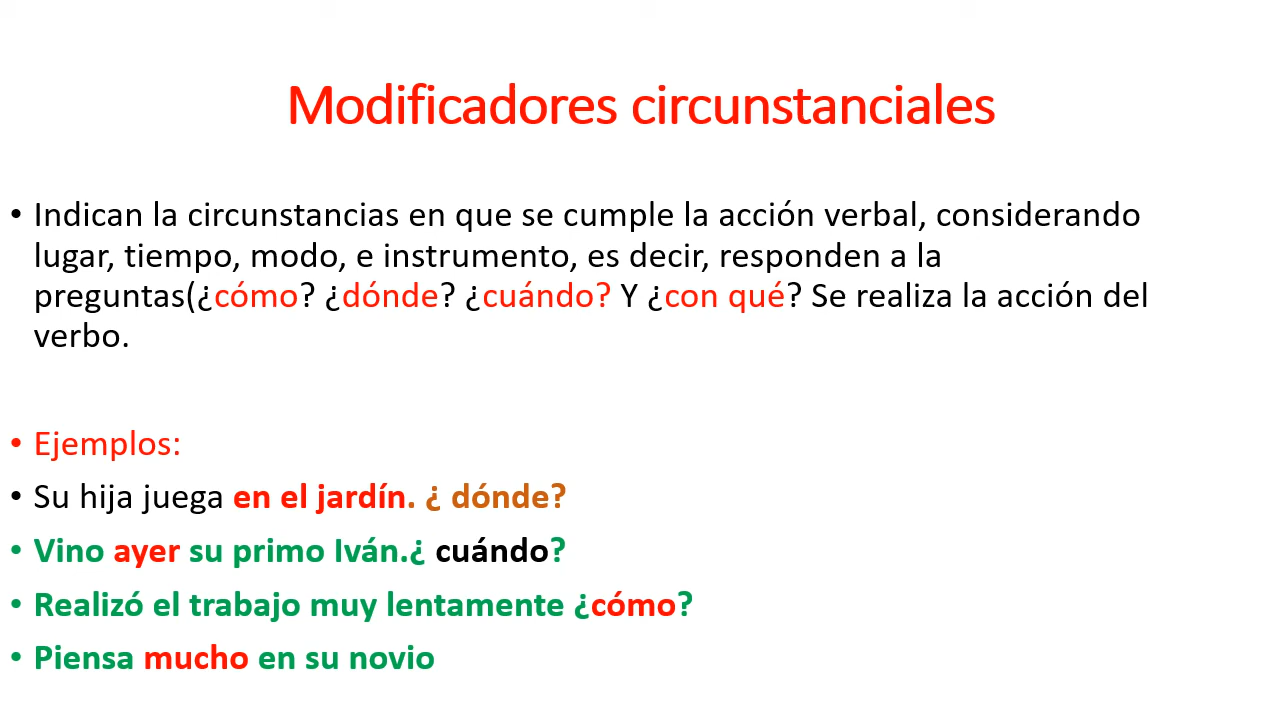 Modificadores circunstanciales
• Indican la circunstancias en que se cumple la acción verbal, considerando
lugar, tiempo, modo, e instrumento, es decir, responden a la
preguntas(¿cómo? ¿dónde? ¿cuándo? Y ¿con qué? Se realiza la acción del
verbo.
• Ejemplos:
• Su hija juega en el jardín. ¿ dónde?
• Vino ayer su primo Iván.¿ cuándo?
• Realizó el trabajo muy lentamente ¿cómo?
• Piensa mucho en su novio